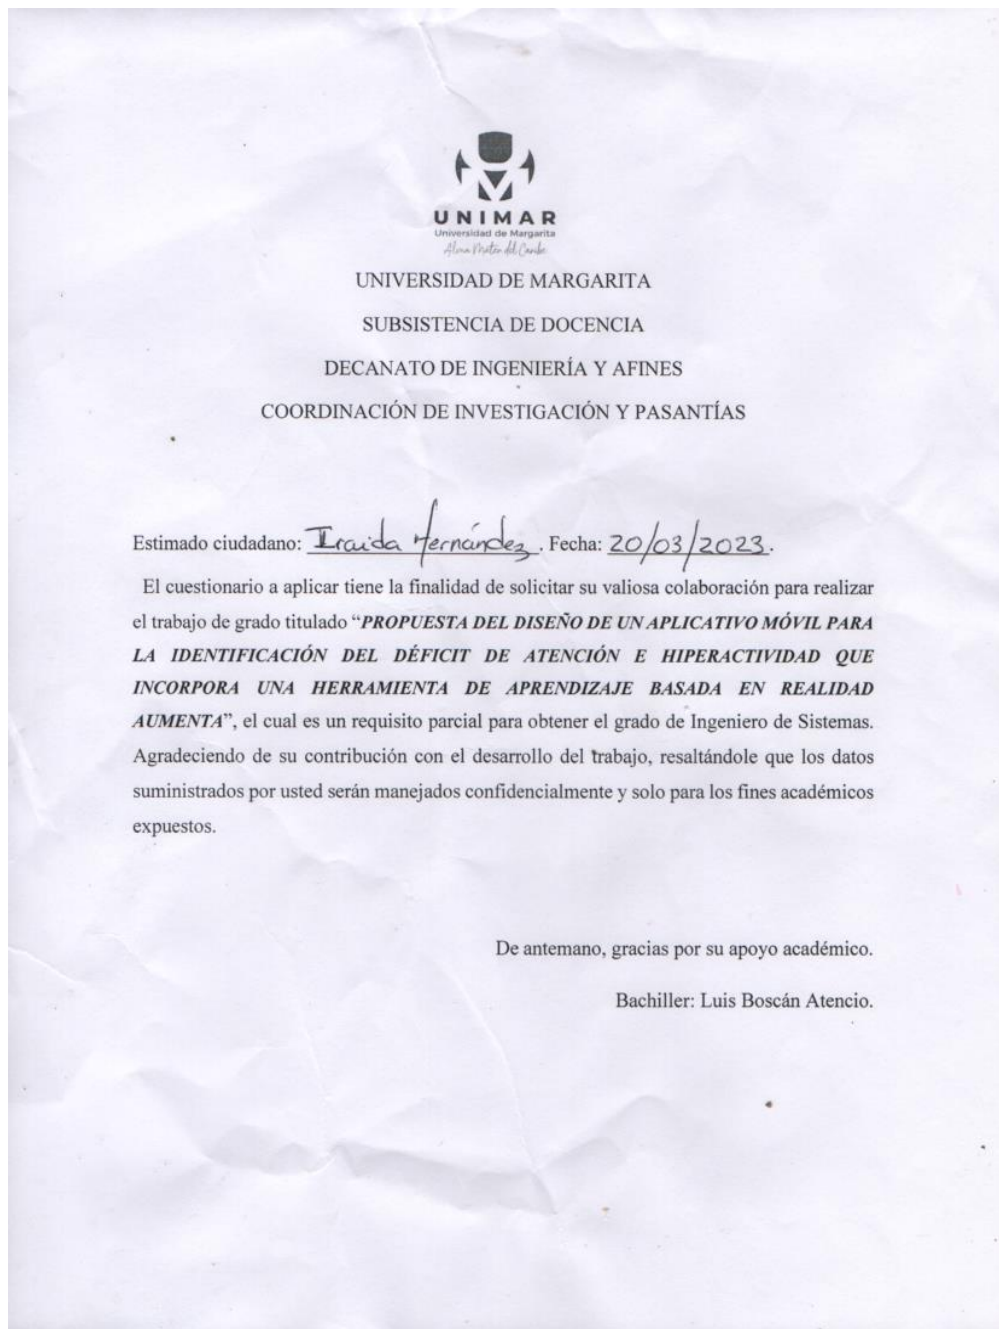 UNIMAR
Universidad de Margarita
Alma Mater del Caribe
UNIVERSIDAD DE MARGARITA
SUBSISTENCIA DE DOCENCIA
DECANATO DE INGENIERÍA Y AFINES
COORDINACIÓN DE INVESTIGACIÓN Y PASANTÍAS
Estimado ciudadano: Iraida Hernández. Fecha: 20/03/2023.
El cuestionario a aplicar tiene la finalidad de solicitar su valiosa colaboración para realizar
el trabajo de grado titulado “PROPUESTA DEL DISEÑO DE UN APLICATIVO MÓVIL PARA
LA IDENTIFICACIÓN DEL DÉFICIT DE ATENCIÓN E HIPERACTIVIDAD QUE
INCORPORA UNA HERRAMIENTA DE APRENDIZAJE BASADA EN REALIDAD
AUMENTA”, el cual es un requisito parcial para obtener el grado de Ingeniero de Sistemas.
Agradeciendo de su contribución con el desarrollo del trabajo, resaltándole que los datos
suministrados por usted serán manejados confidencialmente y solo para los fines académicos
expuestos.
De antemano, gracias por su apoyo académico.
Bachiller: Luis Boscán Atencio.